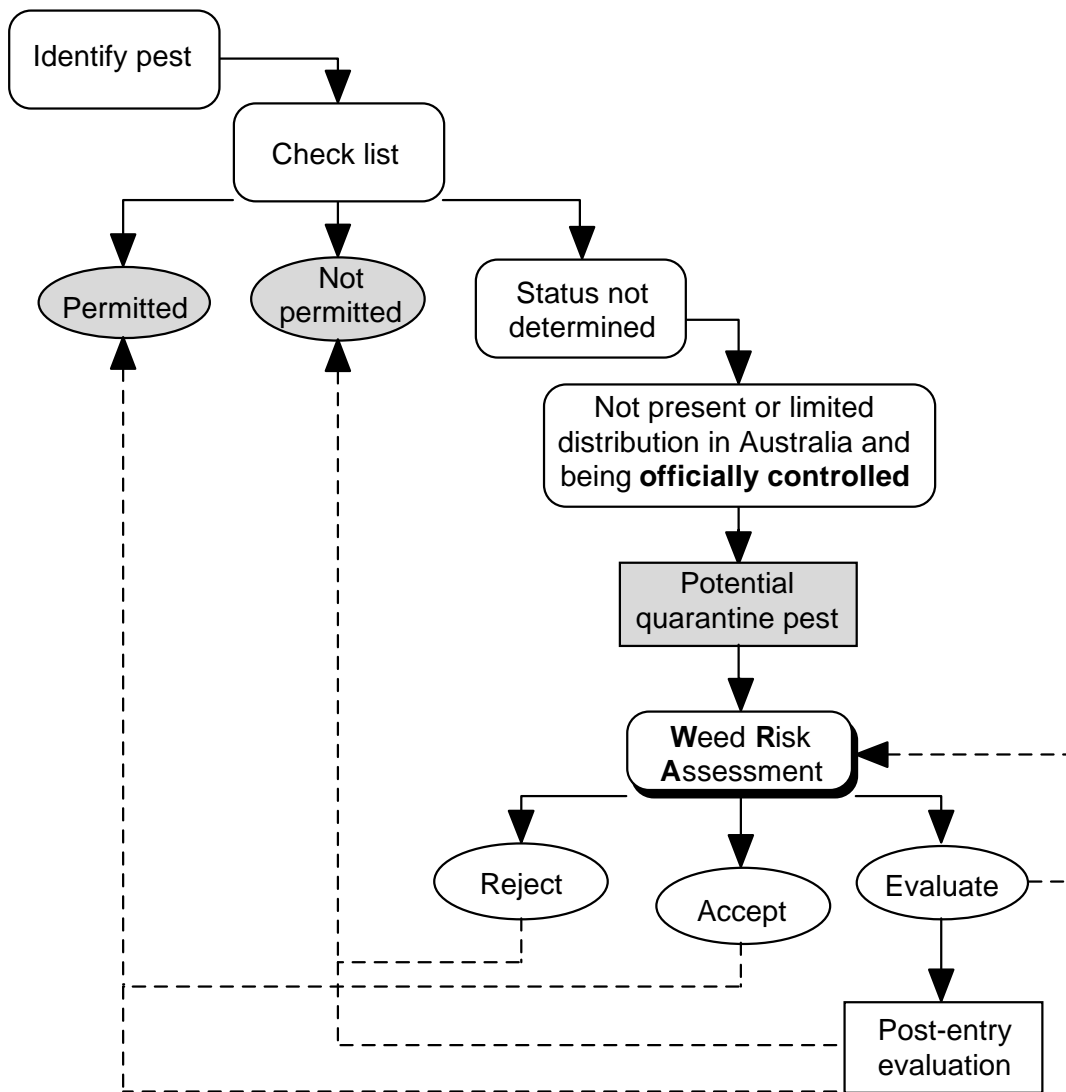 Identify pest
Check list
Permitted
Not
permitted
Status not
determined
Not present or limited
distribution in Australia and
being officially controlled
Potential
quarantine pest
Weed Risk
Assessment
Reject
Accept
Evaluate
Post-entry
evaluation